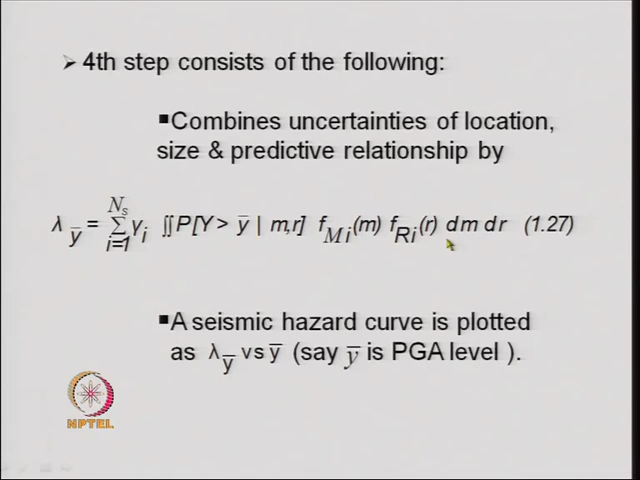 ➢ 4th step consists of the following:
▪Combines uncertainties of location,
size & predictive relationship by
λ_ȳ = Σ_{i=1}^{N_s} γ_i ∬ P[Y > ȳ | m,r] f_{Mi}(m) f_{Ri}(r) dm dr (1.27)
▪A seismic hazard curve is plotted
as λ_ȳ vs ȳ (say ȳ is PGA level ).
NPTEL